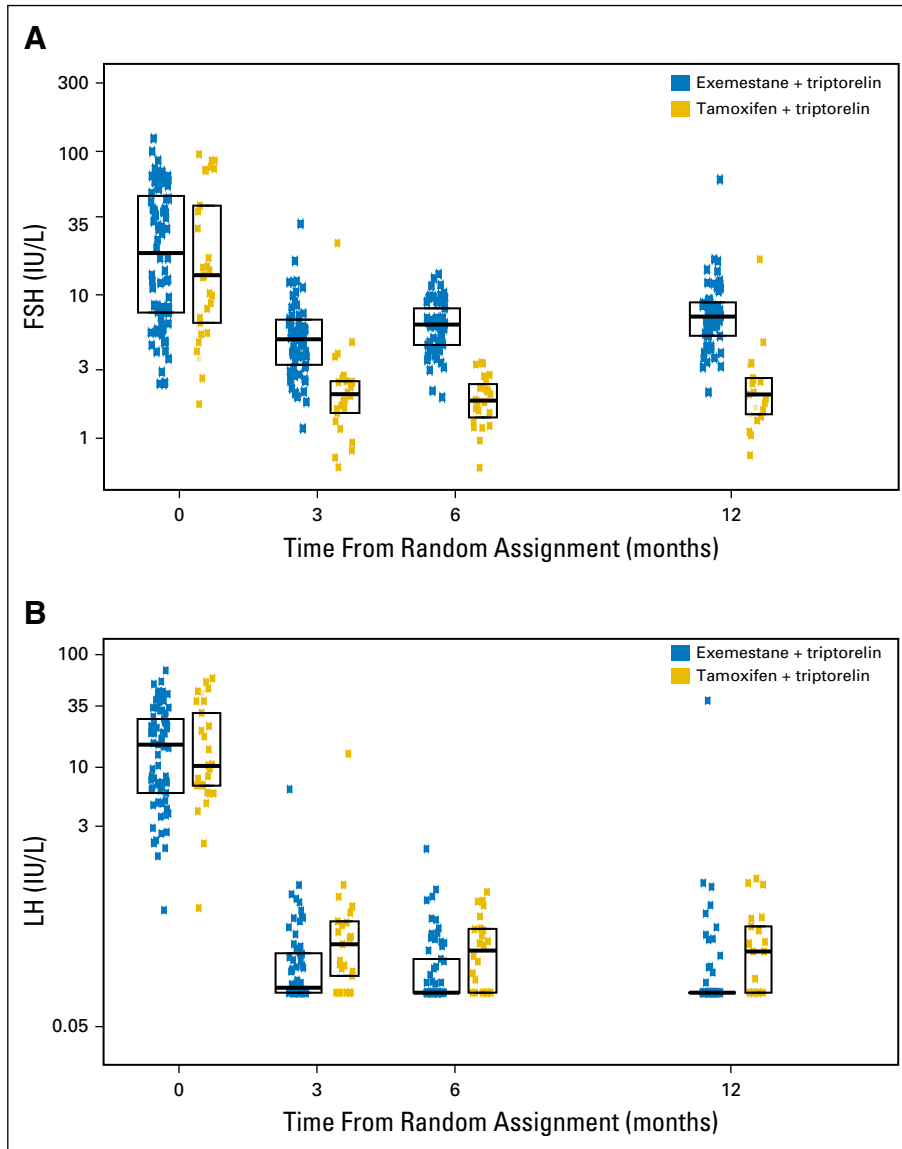 A
300
100
35
10
3
1
FSH (IU/L)
Exemestane + triptorelin
Tamoxifen + triptorelin
0 3 6 12
Time From Random Assignment (months)
B
100
35
10
3
0.05
LH (IU/L)
Exemestane + triptorelin
Tamoxifen + triptorelin
0 3 6 12
Time From Random Assignment (months)